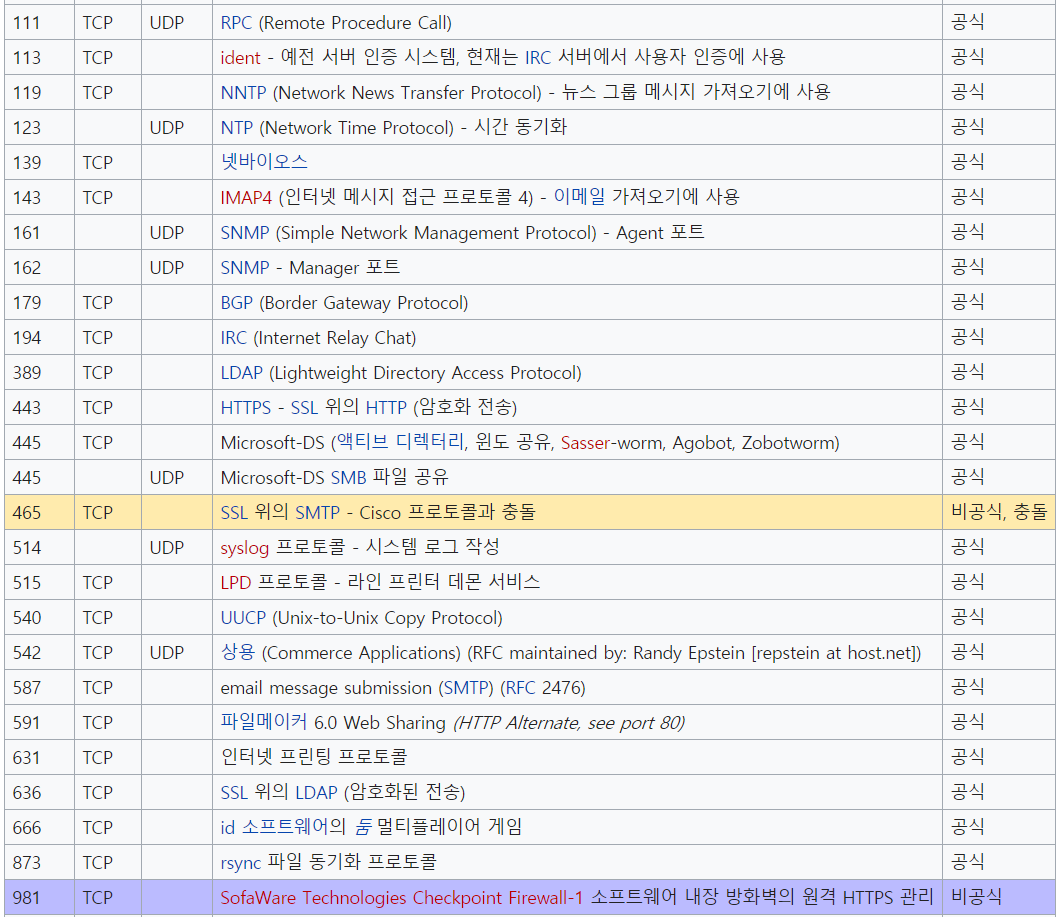 111 TCP UDP RPC (Remote Procedure Call) 공식
113 TCP ident - 예전 서버 인증 시스템, 현재는 IRC 서버에서 사용자 인증에 사용 공식
119 TCP NNTP (Network News Transfer Protocol) - 뉴스 그룹 메시지 가져오기에 사용 공식
123 UDP NTP (Network Time Protocol) - 시간 동기화 공식
139 TCP 넷바이오스 공식
143 TCP IMAP4 (인터넷 메시지 접근 프로토콜 4) - 이메일 가져오기에 사용 공식
161 UDP SNMP (Simple Network Management Protocol) - Agent 포트 공식
162 UDP SNMP - Manager 포트 공식
179 TCP BGP (Border Gateway Protocol) 공식
194 TCP IRC (Internet Relay Chat) 공식
389 TCP LDAP (Lightweight Directory Access Protocol) 공식
443 TCP HTTPS - SSL 위의 HTTP (암호화 전송) 공식
445 TCP Microsoft-DS (액티브 디렉터리, 윈도 공유, Sasser-worm, Agobot, Zobotworm) 공식
445 UDP Microsoft-DS SMB 파일 공유 공식
465 TCP SSL 위의 SMTP - Cisco 프로토콜과 충돌 비공식, 충돌
514 UDP syslog 프로토콜 - 시스템 로그 작성 공식
515 TCP LPD 프로토콜 - 라인 프린터 데몬 서비스 공식
540 TCP UUCP (Unix-to-Unix Copy Protocol) 공식
542 TCP UDP 상용 (Commerce Applications) (RFC maintained by: Randy Epstein [repstein at host.net]) 공식
587 TCP email message submission (SMTP) (RFC 2476) 공식
591 TCP 파일메이커 6.0 Web Sharing (HTTP Alternate, see port 80) 공식
631 TCP 인터넷 프린팅 프로토콜 공식
636 TCP SSL 위의 LDAP (암호화된 전송) 공식
666 TCP id 소프트웨어의 둠 멀티플레이어 게임 공식
873 TCP rsync 파일 동기화 프로토콜 공식
981 TCP SofaWare Technologies Checkpoint Firewall-1 소프트웨어 내장 방화벽의 원격 HTTPS 관리 비공식